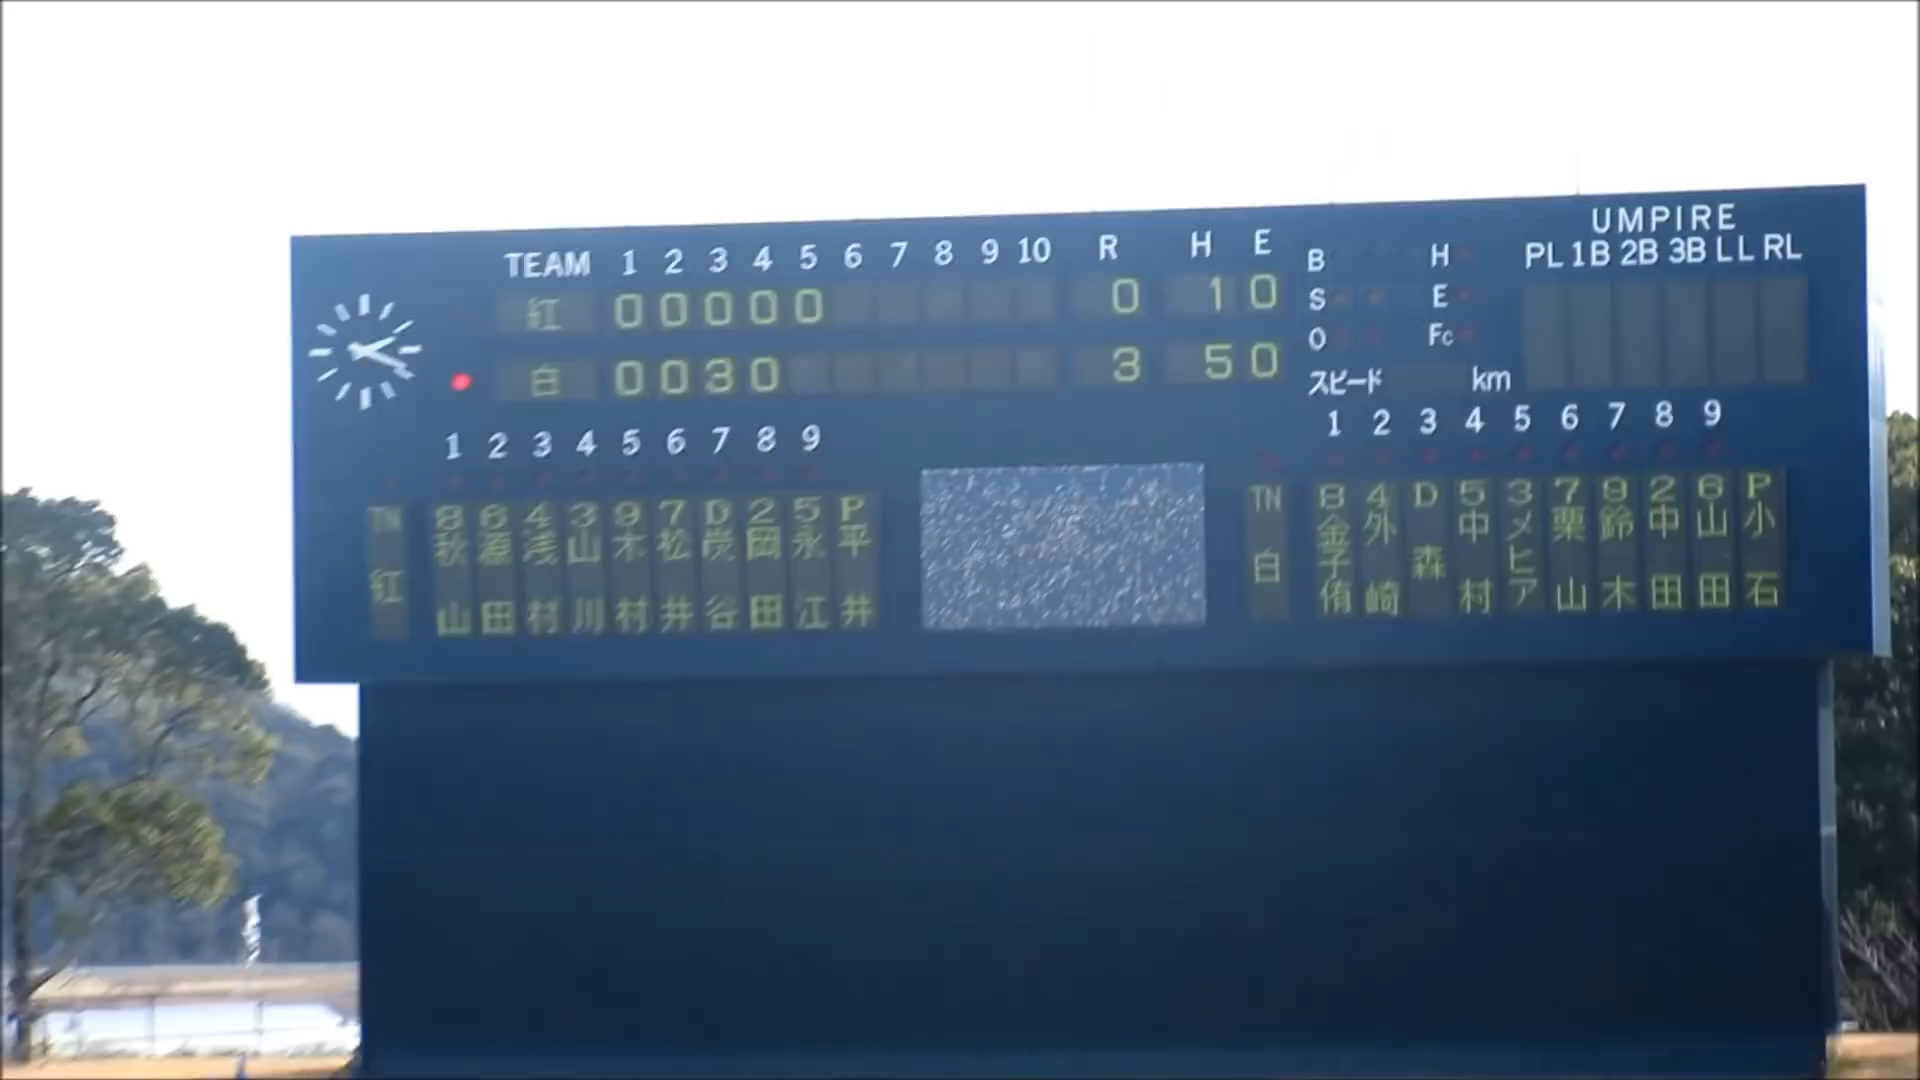 UMPIRE
TEAM 1 2 3 4 5 6 7 8 9 10 R H E B H PL 1B 2B 3B LL RL
紅 0 0 0 0 0 0 1 0 S E
白 0 0 3 0 3 5 0 O Fc
スピード km
1 2 3 4 5 6 7 8 9
1 2 3 4 5 6 7 8 9
TN 紅
8 秋山
6 源田
4 浅村
3 山川
9 木村
7 松井
D 炭谷
2 岡田
5 永江
P 平井
TN 白
8 金子侑
4 外崎
D 森
5 中村
3 メヒア
7 栗山
9 鈴木
2 中田
6 山田
P 小石